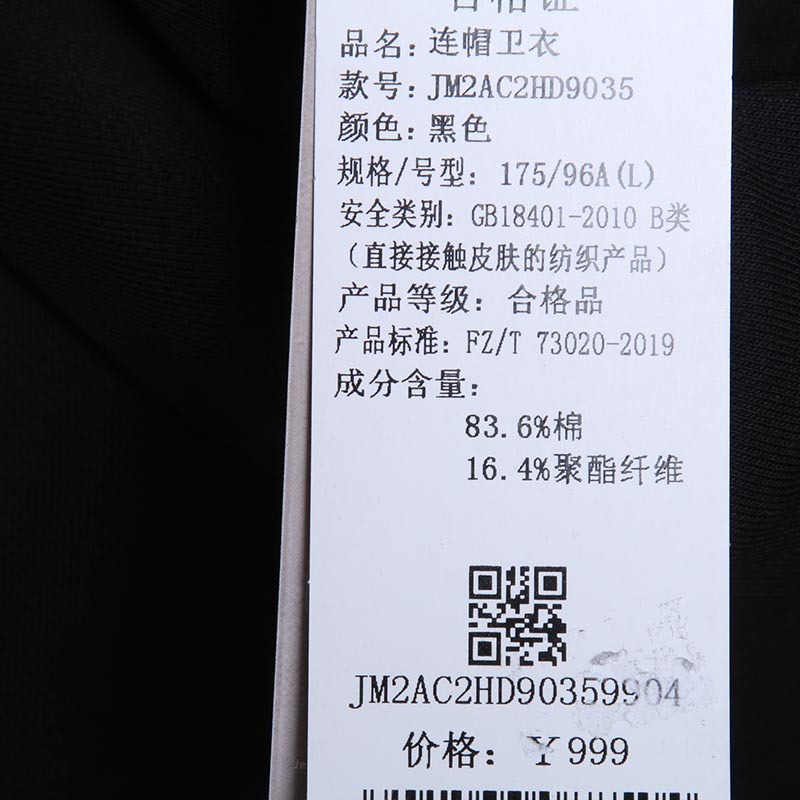 合格证
品名：连帽卫衣
款号：JM2AC2HD9035
颜色：黑色
规格/号型：175/96A(L)
安全类别：GB18401-2010 B类
（直接接触皮肤的纺织产品）
产品等级：合格品
产品标准：FZ/T 73020-2019
成分含量：
83.6%棉
16.4%聚酯纤维
JM2AC2HD90359904
价格：￥999